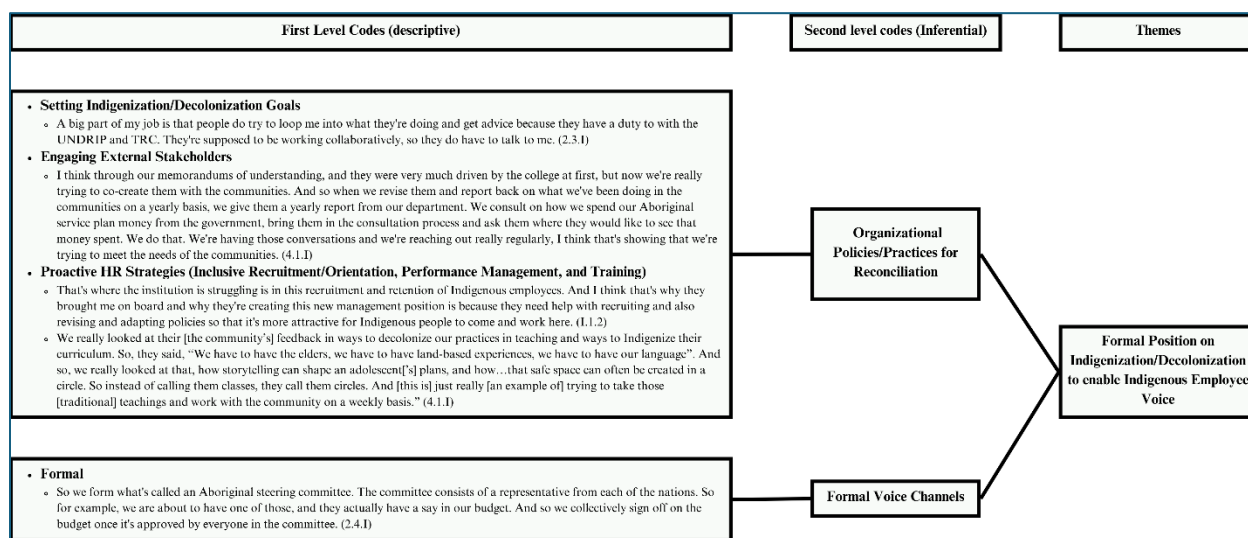 First Level Codes (descriptive)
Second level codes (Inferential)
Themes
• Setting Indigenization/Decolonization Goals
◦ A big part of my job is that people do try to loop me into what they're doing and get advice because they have a duty to with the
UNDRIP and TRC. They're supposed to be working collaboratively, so they do have to talk to me. (2.3.I)
• Engaging External Stakeholders
◦ I think through our memorandums of understanding, and they were very much driven by the college at first, but now we're really
trying to co-create them with the communities. And so when we revise them and report back on what we've been doing in the
communities on a yearly basis, we give them a yearly report from our department. We consult on how we spend our Aboriginal
service plan money from the government, bring them in the consultation process and ask them where they would like to see that
money spent. We do that. We're having those conversations and we're reaching out really regularly, I think that's showing that we're
trying to meet the needs of the communities. (4.1.I)
• Proactive HR Strategies (Inclusive Recruitment/Orientation, Performance Management, and Training)
◦ That's where the institution is struggling is in this recruitment and retention of Indigenous employees. And I think that's why they
brought me on board and why they're creating this new management position is because they need help with recruiting and also
revising and adapting policies so that it's more attractive for Indigenous people to come and work here. (I.1.2)
◦ We really looked at their [the community's] feedback in ways to decolonize our practices in teaching and ways to Indigenize their
curriculum. So, they said, “We have to have the elders, we have to have land-based experiences, we have to have our language”. And
so, we really looked at that, how storytelling can shape an adolescent['s] plans, and how…that safe space can often be created in a
circle. So instead of calling them classes, they call them circles. And [this is] just really [an example of] trying to take those
[traditional] teachings and work with the community on a weekly basis.” (4.1.I)
Organizational
Policies/Practices for
Reconciliation
Formal Position on
Indigenization/Decolonization
to enable Indigenous Employee
Voice
• Formal
◦ So we form what's called an Aboriginal steering committee. The committee consists of a representative from each of the nations. So
for example, we are about to have one of those, and they actually have a say in our budget. And so we collectively sign off on the
budget once it's approved by everyone in the committee. (2.4.I)
Formal Voice Channels